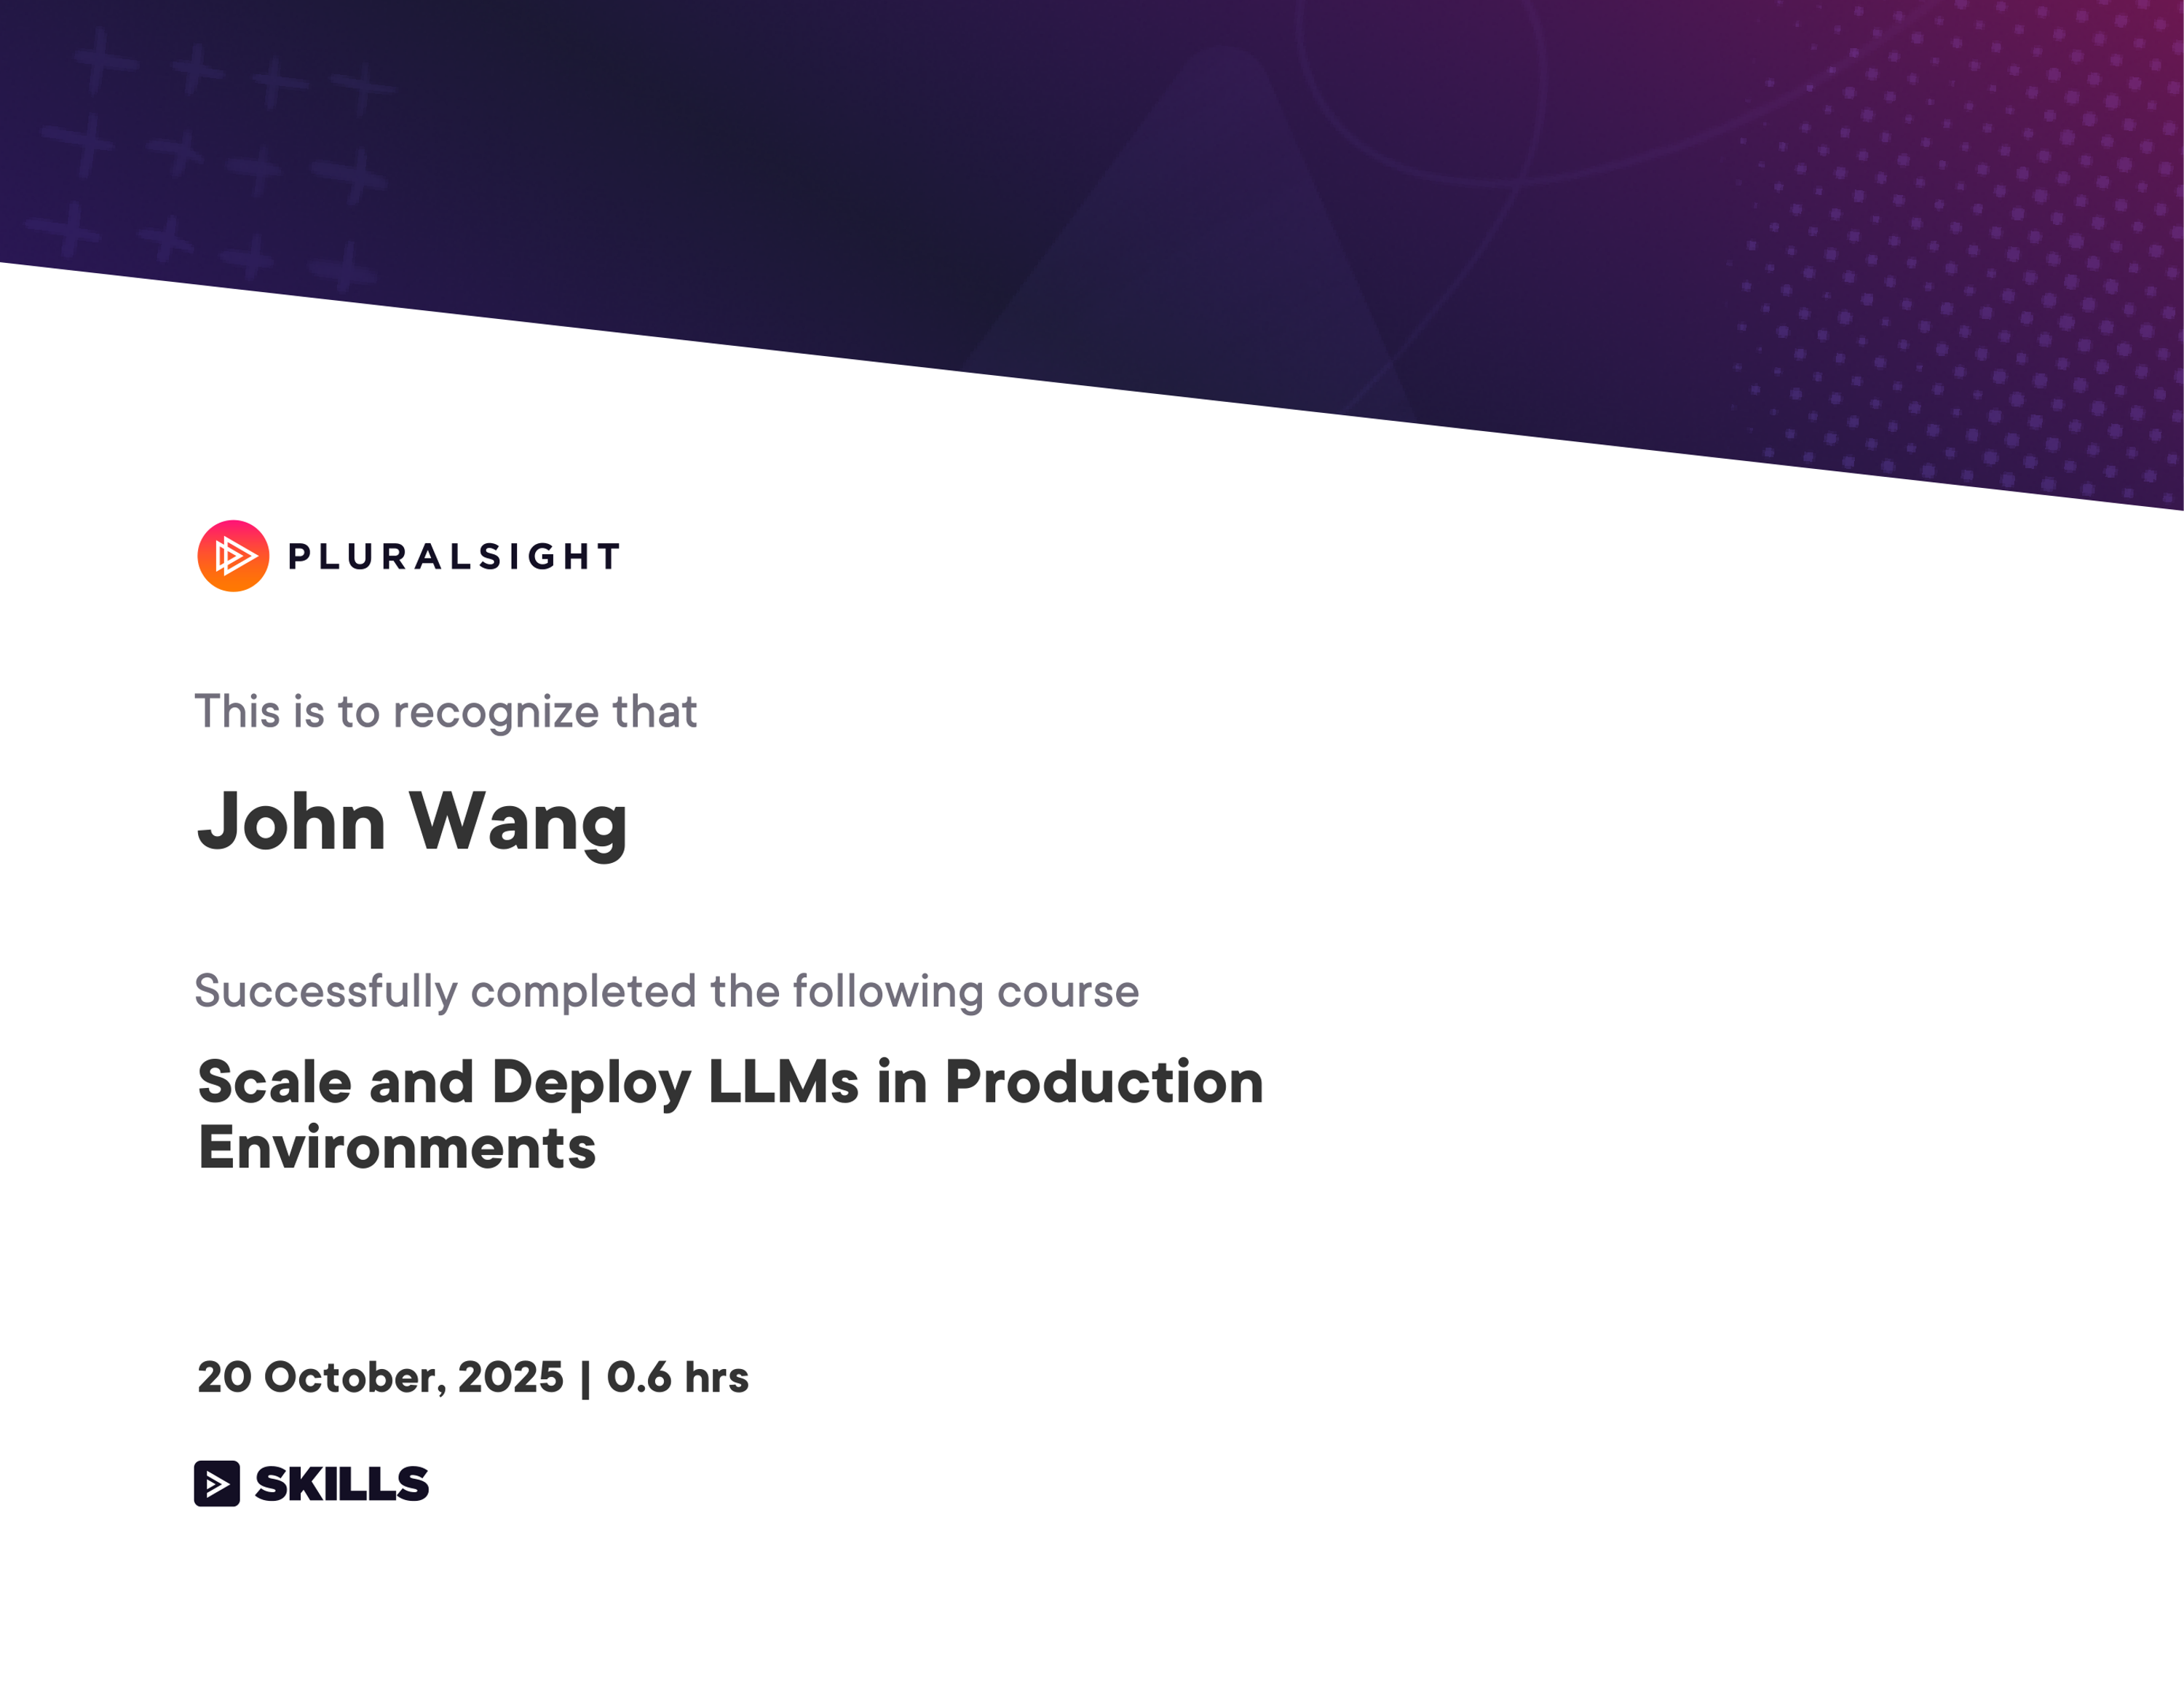 PLURALSIGHT
This is to recognize that
John Wang
Successfully completed the following course
Scale and Deploy LLMs in Production
Environments
20 October, 2025 | 0.6 hrs
SKILLS